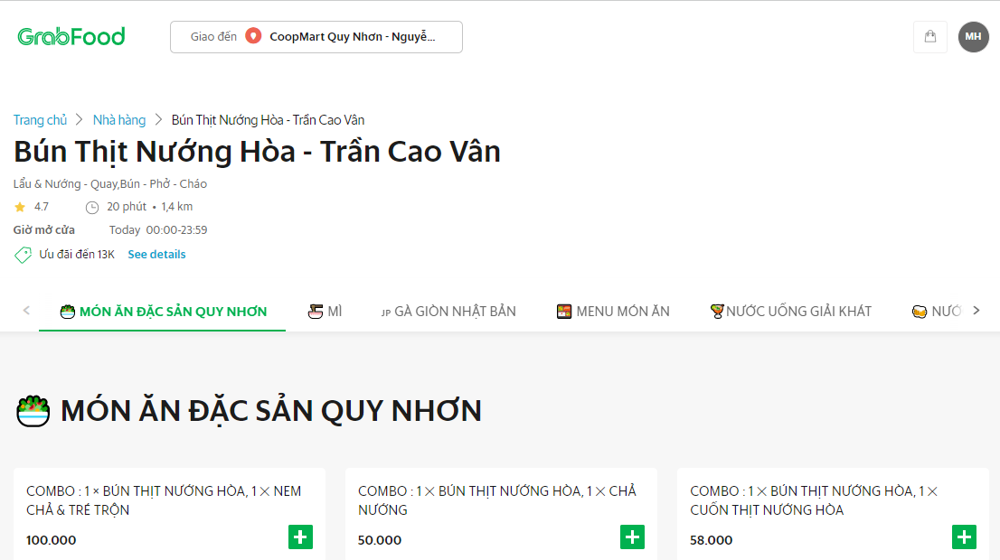 GrabFood
Giao đến CoopMart Quy Nhơn - Nguyễ...
MH
Trang chủ > Nhà hàng > Bún Thịt Nướng Hòa - Trần Cao Vân
Bún Thịt Nướng Hòa - Trần Cao Vân
Lẩu & Nướng - Quay,Bún - Phở - Cháo
4.7 20 phút • 1,4 km
Giờ mở cửa Today 00:00-23:59
Ưu đãi đến 13K See details
< MÓN ĂN ĐẶC SẢN QUY NHƠN MÌ JP GÀ GIÒN NHẬT BẢN MENU MÓN ĂN NƯỚC UỐNG GIẢI KHÁT NƯỚ >
MÓN ĂN ĐẶC SẢN QUY NHƠN
COMBO : 1 × BÚN THỊT NƯỚNG HÒA, 1 × NEM
CHẢ & TRÉ TRỘN
100.000
COMBO : 1 × BÚN THỊT NƯỚNG HÒA, 1 × CHẢ
NƯỚNG
50.000
COMBO : 1 × BÚN THỊT NƯỚNG HÒA, 1 ×
CUỐN THỊT NƯỚNG HÒA
58.000